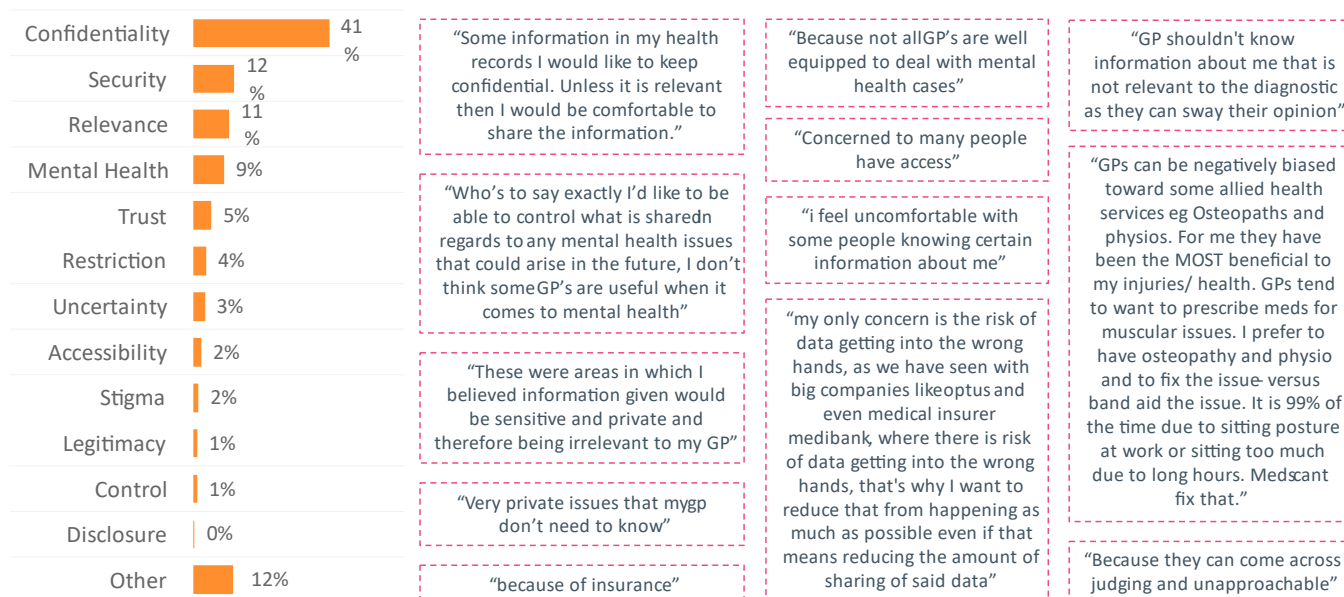 Confidentiality
41
%
Security
12
%
Relevance
11
%
Mental Health
9%
Trust
5%
Restriction
4%
Uncertainty
3%
Accessibility
2%
Stigma
2%
Legitimacy
1%
Control
1%
Disclosure
0%
Other
12%
“Some information in my health
records I would like to keep
confidential. Unless it is relevant
then I would be comfortable to
share the information.”
“Who’s to say exactly I’d like to be
able to control what is sharedn
regards to any mental health issues
that could arise in the future, I don’t
think someGP’s are useful when it
comes to mental health”
“These were areas in which I
believed information given would
be sensitive and private and
therefore being irrelevant to my GP”
“Very private issues that mygp
don’t need to know”
“because of insurance”
“Because not allGP’s are well
equipped to deal with mental
health cases”
“Concerned to many people
have access”
“i feel uncomfortable with
some people knowing certain
information about me”
“my only concern is the risk of
data getting into the wrong
hands, as we have seen with
big companies likeoptus and
even medical insurer
medibank, where there is risk
of data getting into the wrong
hands, that's why I want to
reduce that from happening as
much as possible even if that
means reducing the amount of
sharing of said data”
“GP shouldn't know
information about me that is
not relevant to the diagnostic
as they can sway their opinion”
“GPs can be negatively biased
toward some allied health
services eg Osteopaths and
physios. For me they have
been the MOST beneficial to
my injuries/ health. GPs tend
to want to prescribe meds for
muscular issues. I prefer to
have osteopathy and physio
and to fix the issue- versus
band aid the issue. It is 99% of
the time due to sitting posture
at work or sitting too much
due to long hours. Medscant
fix that.”
“Because they can come across
judging and unapproachable”